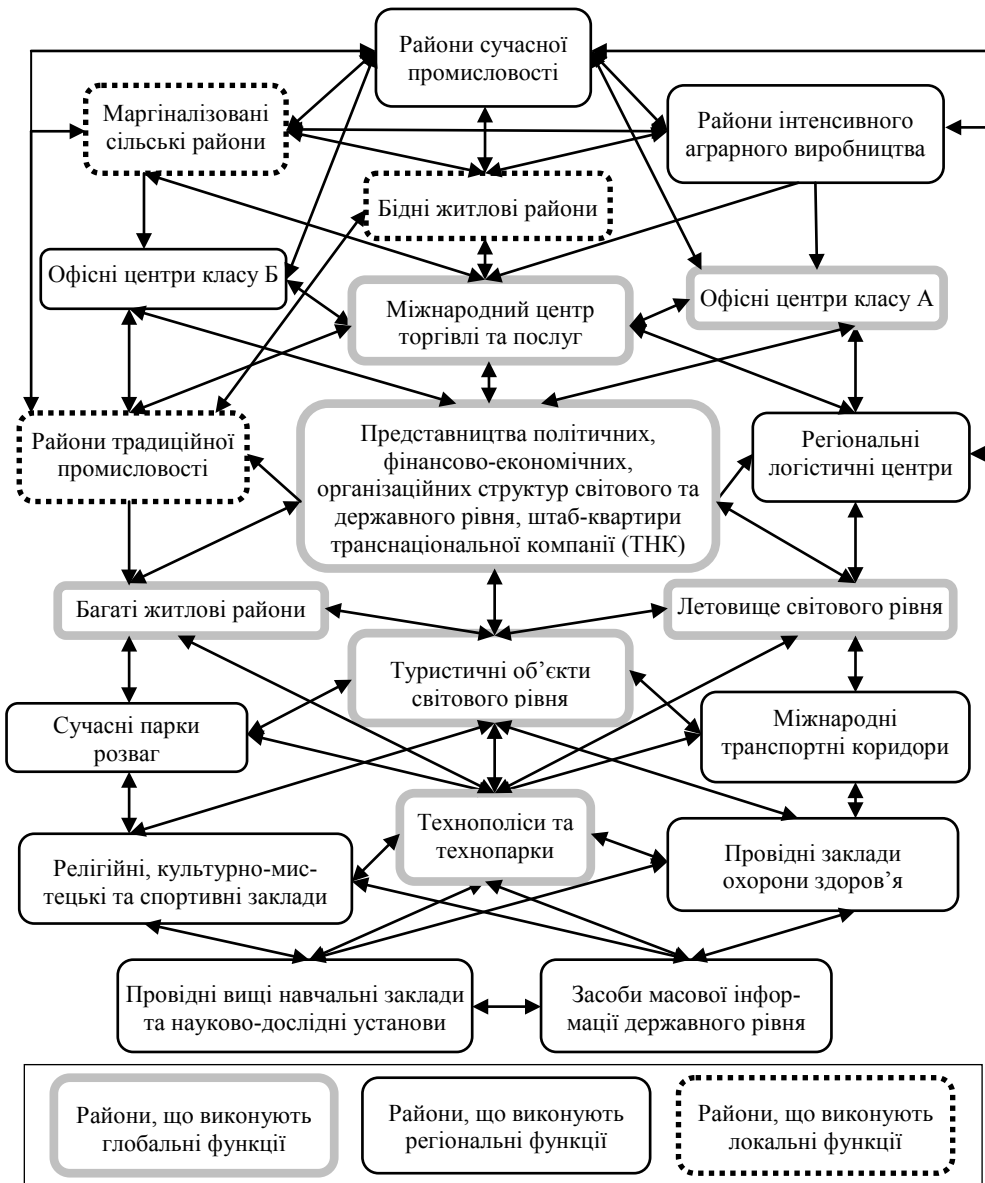 Райони сучасної
промисловості
Маргіналізовані
сільські райони
Райони інтенсивного
аграрного виробництва
Бідні житлові райони
Офісні центри класу Б
Міжнародний центр
торгівлі та послуг
Офісні центри класу А
Райони традиційної
промисловості
Представництва політичних,
фінансово-економічних,
організаційних структур світового та
державного рівня, штаб-квартири
транснаціональної компанії (ТНК)
Регіональні
логістичні центри
Багаті житлові райони
Летовище світового рівня
Туристичні об’єкти
світового рівня
Сучасні парки
розваг
Міжнародні
транспортні коридори
Технополіси та
технопарки
Релігійні, культурно-мис-
тецькі та спортивні заклади
Провідні заклади
охорони здоров’я
Провідні вищі навчальні заклади
та науково-дослідні установи
Засоби масової інфор-
мації державного рівня
Райони, що виконують
глобальні функції
Райони, що виконують
регіональні функції
Райони, що виконують
локальні функції